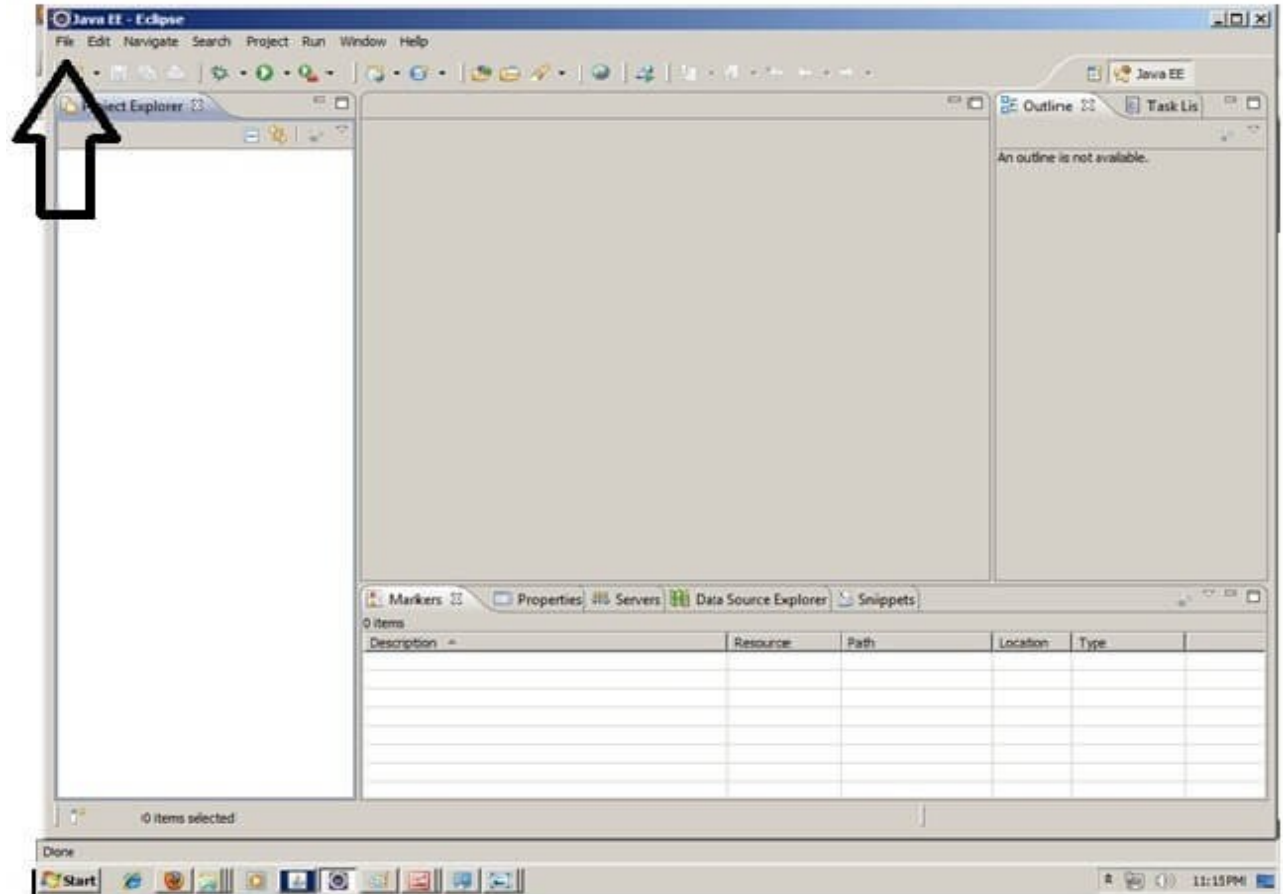 Java EE - Eclipse
File Edit Navigate Search Project Run Window Help
Java EE
Project Explorer
Outline Task Lis
An outline is not available.
Markers Properties Servers Data Source Explorer Snippets
0 items
Description Resource Path Location Type
0 items selected
Done
Start 11:15PM